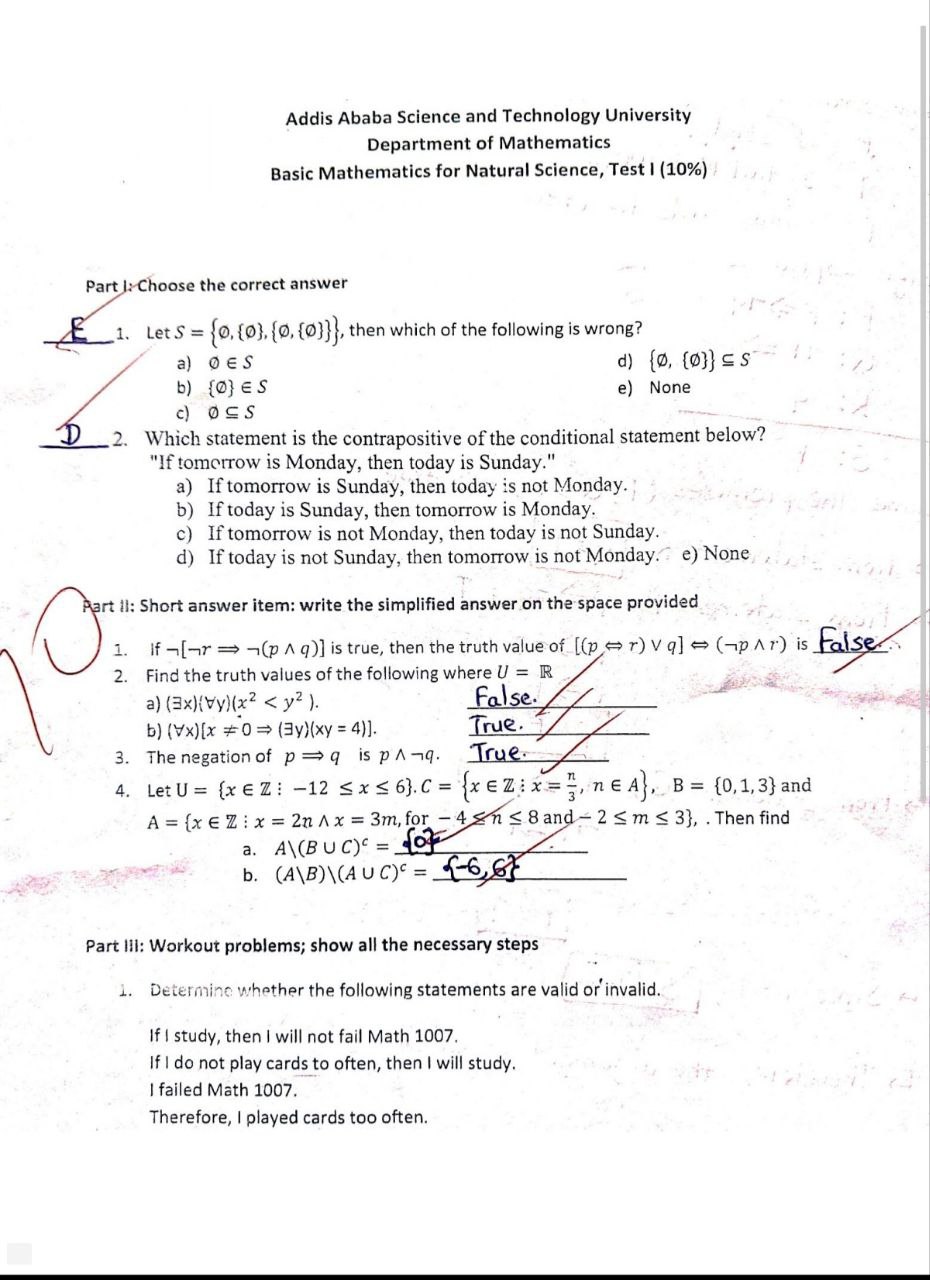 Addis Ababa Science and Technology University
Department of Mathematics
Basic Mathematics for Natural Science, Test I (10%)
Part I: Choose the correct answer
E 1. Let S = {∅, {∅}, {∅, {∅}}}, then which of the following is wrong?
a) ∅ ∈ S
b) {∅} ∈ S
c) ∅ ⊆ S
d) {∅, {∅}} ⊆ S
e) None
D 2. Which statement is the contrapositive of the conditional statement below?
"If tomorrow is Monday, then today is Sunday."
a) If tomorrow is Sunday, then today is not Monday.
b) If today is Sunday, then tomorrow is Monday.
c) If tomorrow is not Monday, then today is not Sunday.
d) If today is not Sunday, then tomorrow is not Monday. e) None
10
Part II: Short answer item: write the simplified answer on the space provided
1. If ¬[¬r ⟹ ¬(p ∧ q)] is true, then the truth value of [(p ⇔ r) ∨ q] ⇔ (¬p ∧ r) is False.
2. Find the truth values of the following where U = ℝ
a) (∃x)(∀y)(x² < y² ). False.
b) (∀x)[x ≠ 0 ⇒ (∃y)(xy = 4)]. True.
3. The negation of p ⟹ q is p ∧ ¬q. True.
4. Let U = {x ∈ ℤ : −12 ≤ x ≤ 6}. C = {x ∈ ℤ : x = n/3, n ∈ A}, B = {0,1,3} and
A = {x ∈ ℤ : x = 2n ∧ x = 3m, for − 4 ≤ n ≤ 8 and − 2 ≤ m ≤ 3}, . Then find
a. A\(B ∪ C)ᶜ = {0}
b. (A\B)\(A ∪ C)ᶜ = {-6,6}
Part III: Workout problems; show all the necessary steps
1. Determine whether the following statements are valid or invalid.
If I study, then I will not fail Math 1007.
If I do not play cards to often, then I will study.
I failed Math 1007.
Therefore, I played cards too often.